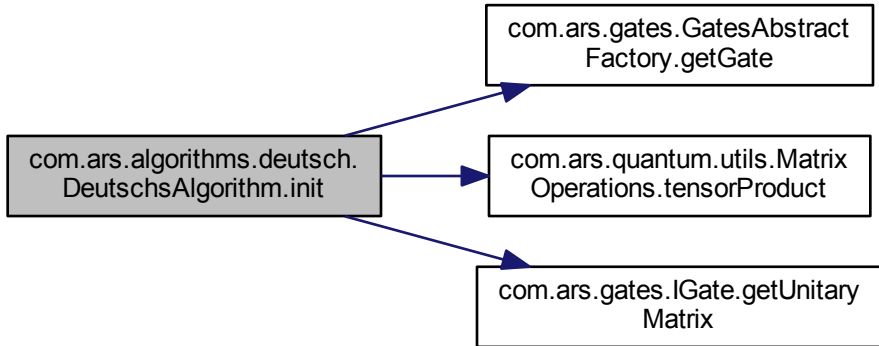 com.ars.gates.GatesAbstract
Factory.getGate
com.ars.algorithms.deutsch.
DeutschsAlgorithm.init
com.ars.quantum.utils.Matrix
Operations.tensorProduct
com.ars.gates.IGate.getUnitary
Matrix